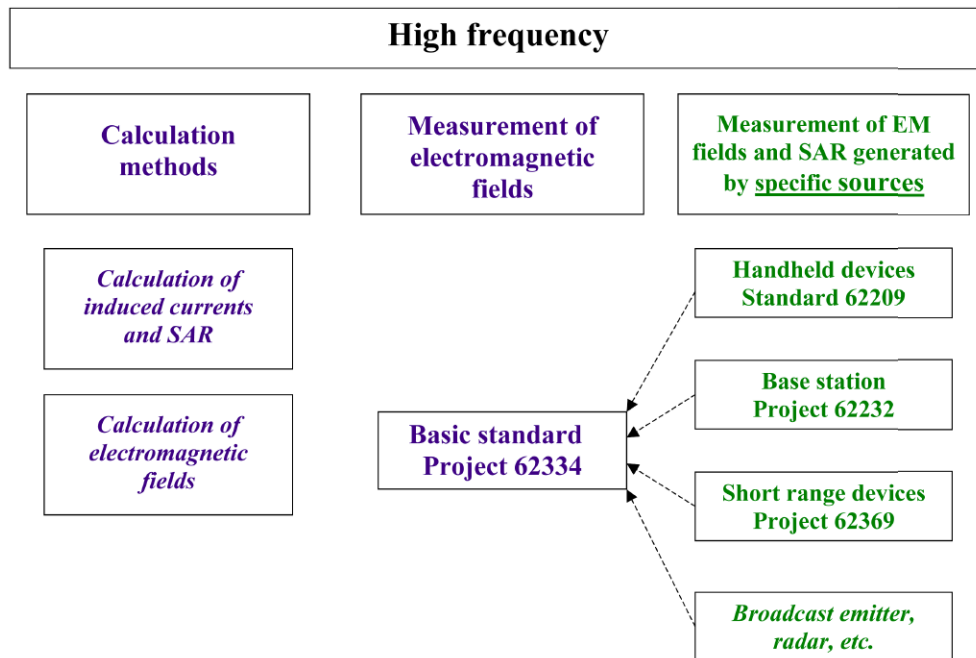 High frequency
Calculation
methods
Measurement of
electromagnetic
fields
Measurement of EM
fields and SAR generated
by specific sources
Calculation of
induced currents
and SAR
Calculation of
electromagnetic
fields
Basic standard
Project 62334
Handheld devices
Standard 62209
Base station
Project 62232
Short range devices
Project 62369
Broadcast emitter,
radar, etc.